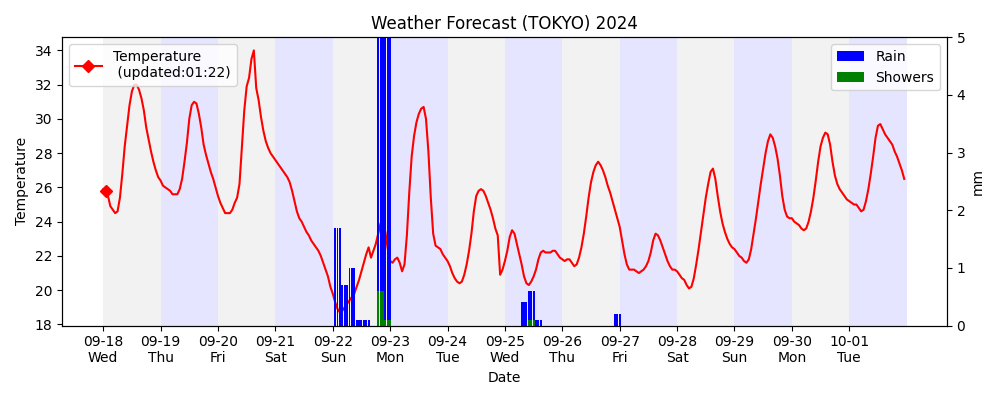 Weather Forecast (TOKYO) 2024
Temperature
(updated:01:22)
Rain
Showers
34
32
30
28
26
24
22
20
18
Temperature
5
4
3
2
1
0
mm
09-18 09-19 09-20 09-21 09-22 09-23 09-24 09-25 09-26 09-27 09-28 09-29 09-30 10-01
Wed Thu Fri Sat Sun Mon Tue Wed Thu Fri Sat Sun Mon Tue
Date